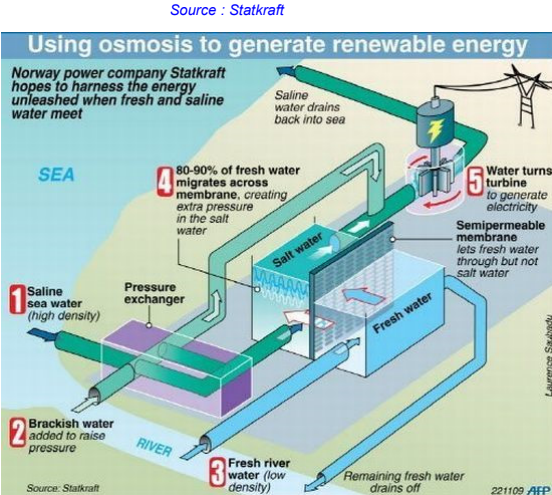 Source : Statkraft
Using osmosis to generate renewable energy
Norway power company Statkraft
hopes to harness the energy
unleashed when fresh and saline
water meet
Saline
water drains
back into sea
SEA
4
80-90% of fresh water
migrates across
membrane, creating
extra pressure
in the salt
water
5
Water turns
turbine
to generate
electricity
Semipermeable
membrane
lets fresh water
through but not
salt water
Salt water
Fresh water
1
Saline
sea water
(high density)
Pressure
exchanger
2
Brackish water
added to raise
pressure
RIVER
3
Fresh river
water (low
density)
Remaining fresh water
drains off
Laurence Saubadu
Source: Statkraft
221109 AFP